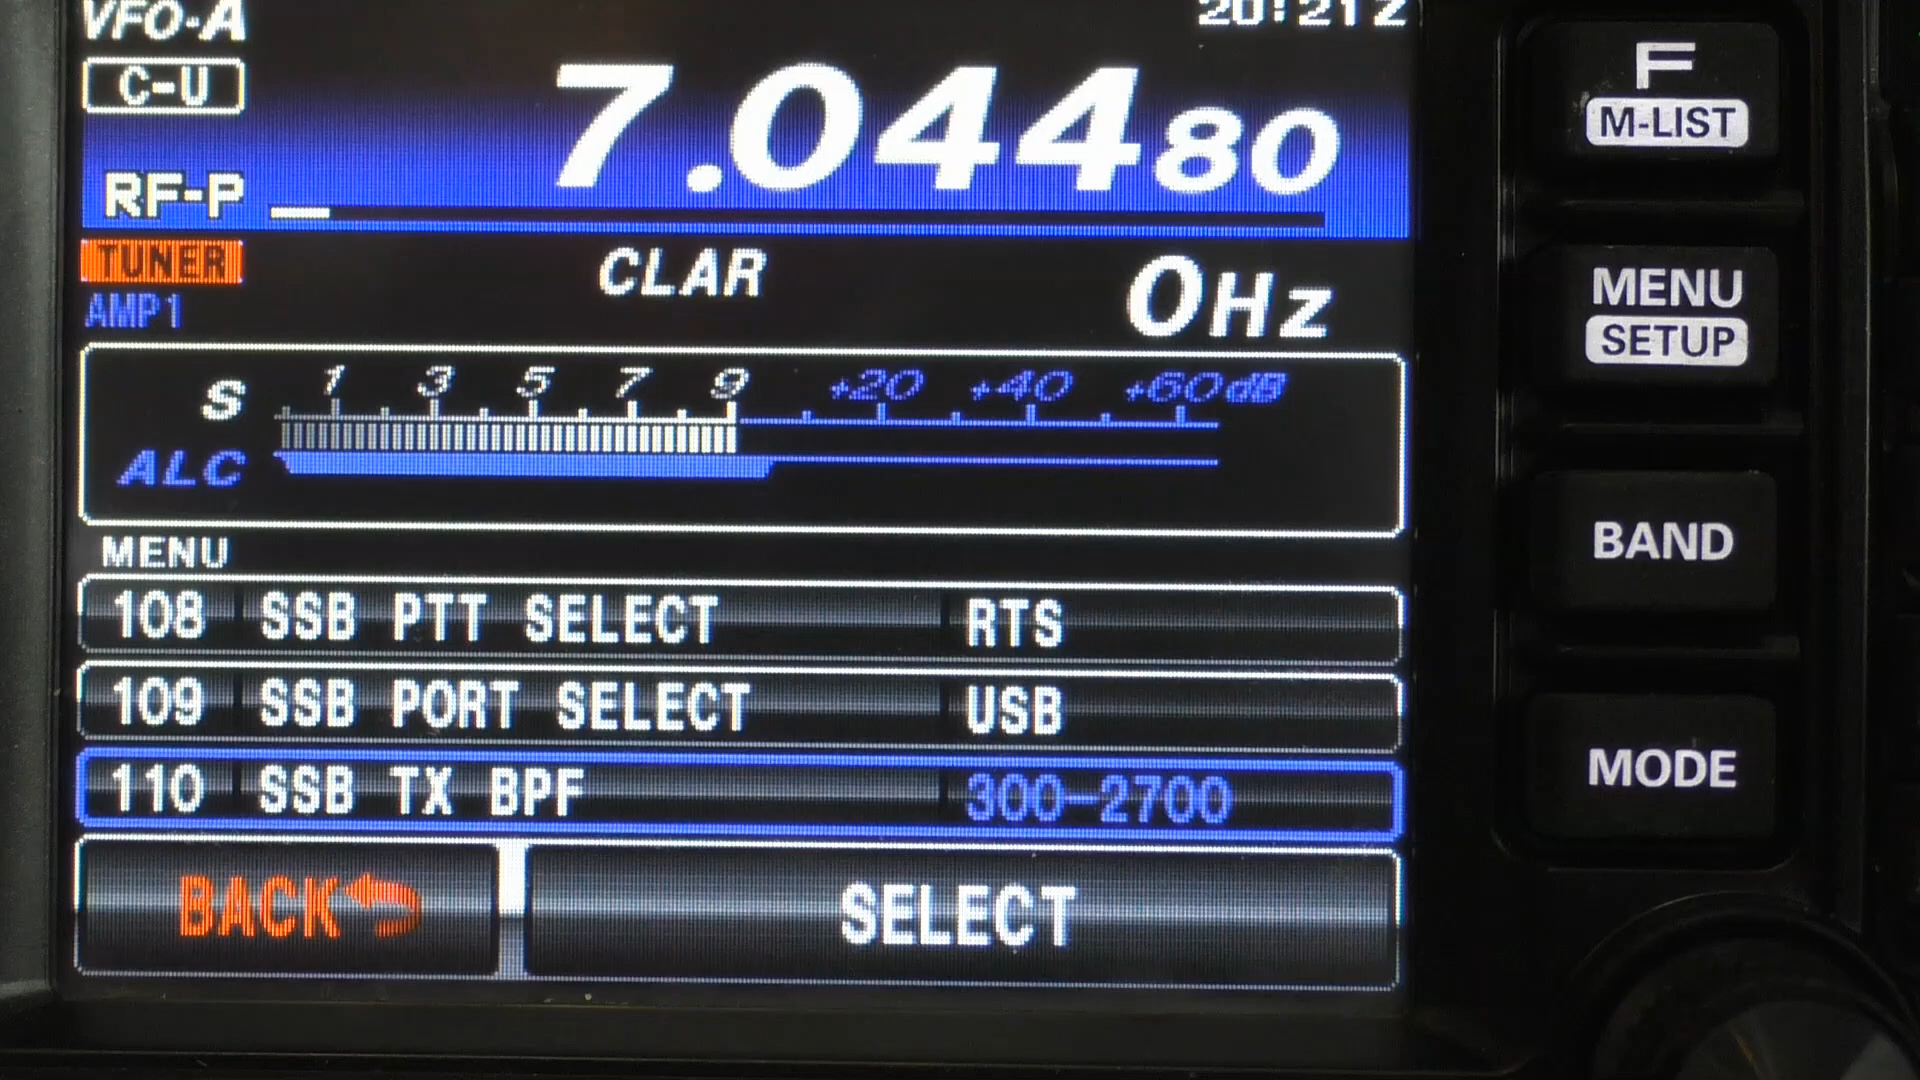 VFO-A 20:21 Z
C-U
7.04480
RF-P
TUNER
CLAR 0Hz
AMP1
S 1 3 5 7 9 +20 +40 +60dB
ALC
MENU
108 SSB PTT SELECT RTS
109 SSB PORT SELECT USB
110 SSB TX BPF 300-2700
BACK SELECT
F
M-LIST
MENU
SETUP
BAND
MODE